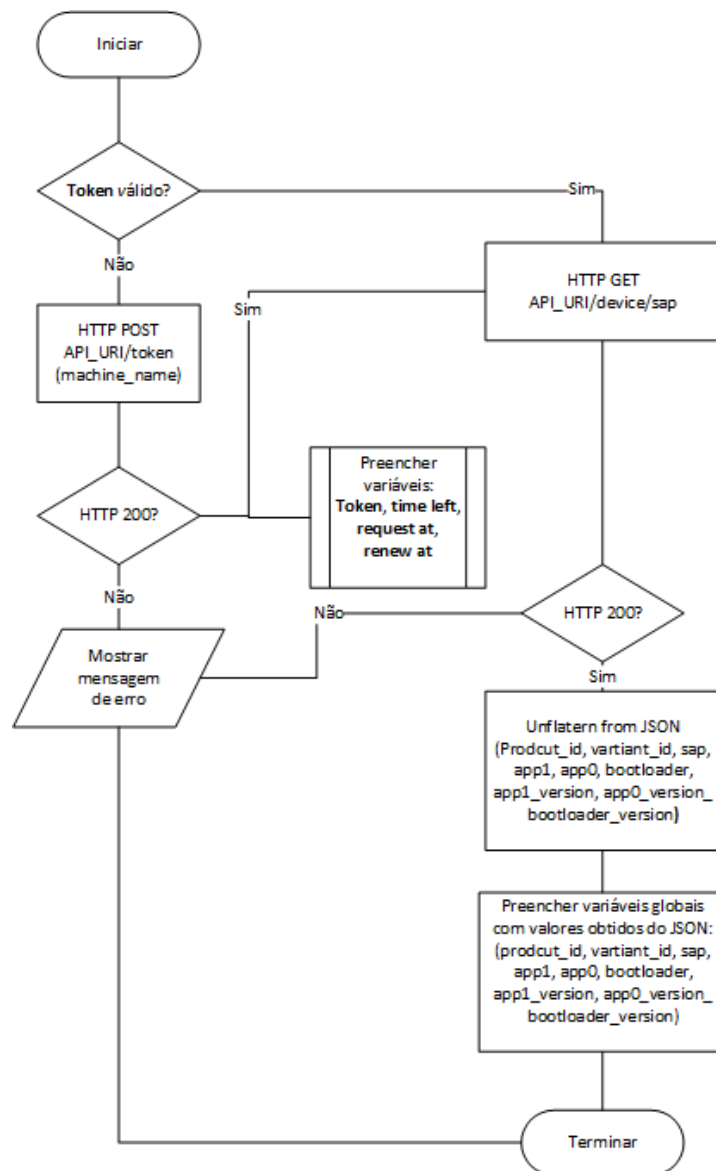 Iniciar
Token válido?
Sim
Não
HTTP GET
API_URI/device/sap
Sim
HTTP POST
API_URI/token
(machine_name)
Preencher
variáveis:
Token, time left,
request at,
renew at
HTTP 200?
Não
Não
HTTP 200?
Mostrar
mensagem
de erro
Sim
Unflatern from JSON
(Prodcut_id, vartiant_id, sap,
app1, app0, bootloader,
app1_version, app0_version_
bootloader_version)
Preencher variáveis globais
com valores obtidos do JSON:
(prodcut_id, vartiant_id, sap,
app1, app0, bootloader,
app1_version, app0_version_
bootloader_version)
Terminar